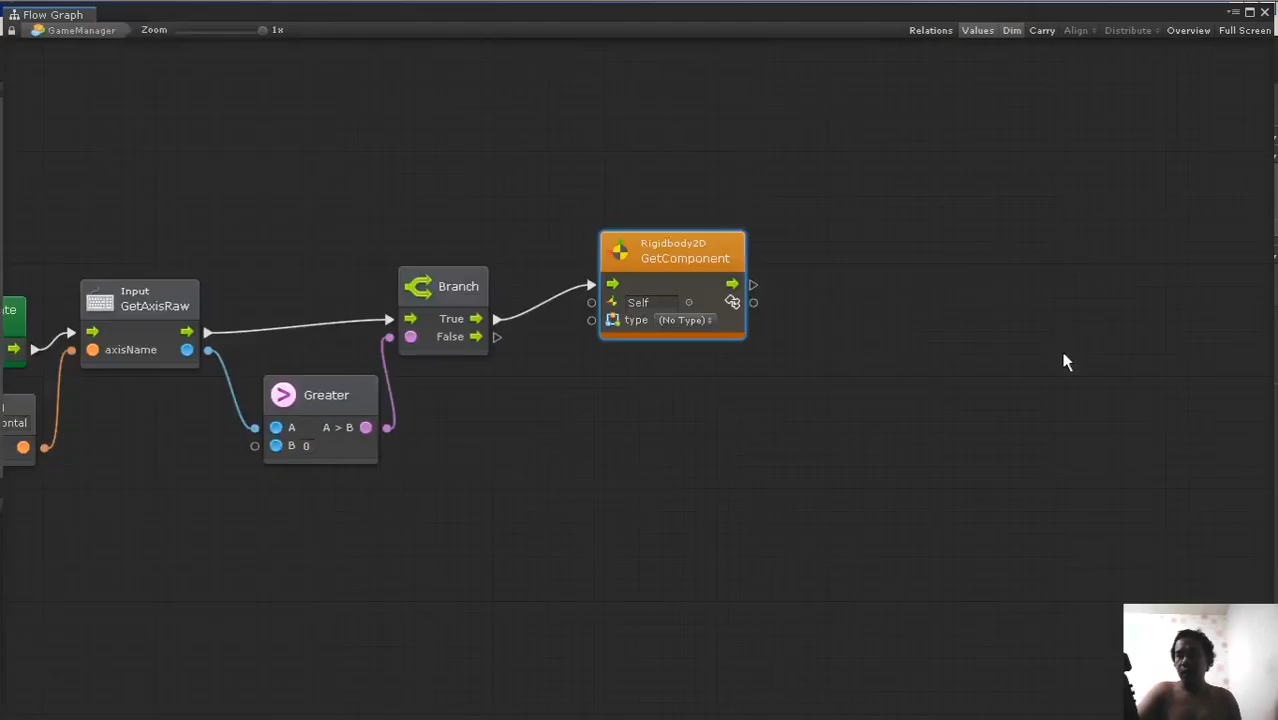 Flow Graph
GameManager Zoom 1x Relations Values Dim Carry Align Distribute Overview Full Screen
Rigidbody2D
GetComponent
Self
type (No Type)
Input
GetAxisRaw
axisName
Branch
True
False
Greater
A A > B
B 0